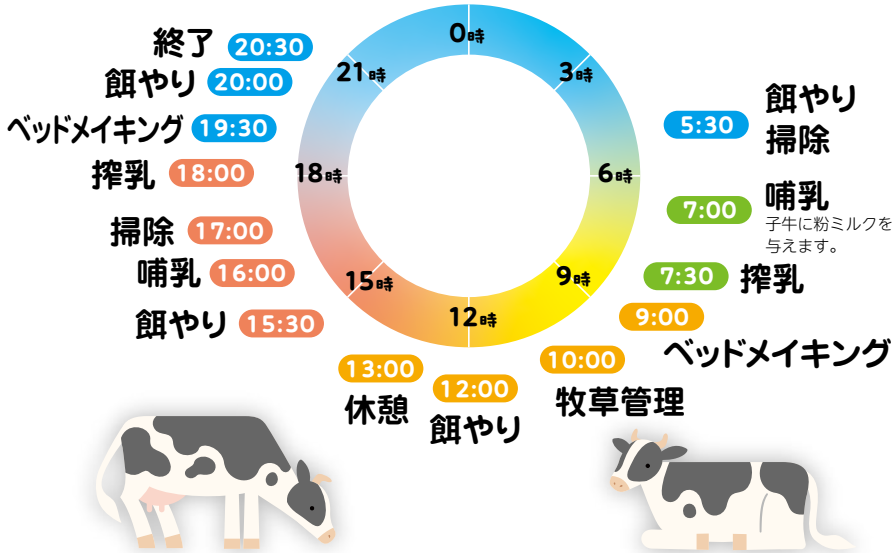 0時
3時
6時
9時
12時
15時
18時
21時
5:30
餌やり
掃除
7:00
哺乳
子牛に粉ミルクを
与えます。
7:30
搾乳
9:00
ベッドメイキング
10:00
牧草管理
12:00
餌やり
13:00
休憩
餌やり 15:30
哺乳 16:00
掃除 17:00
搾乳 18:00
ベッドメイキング 19:30
餌やり 20:00
終了 20:30